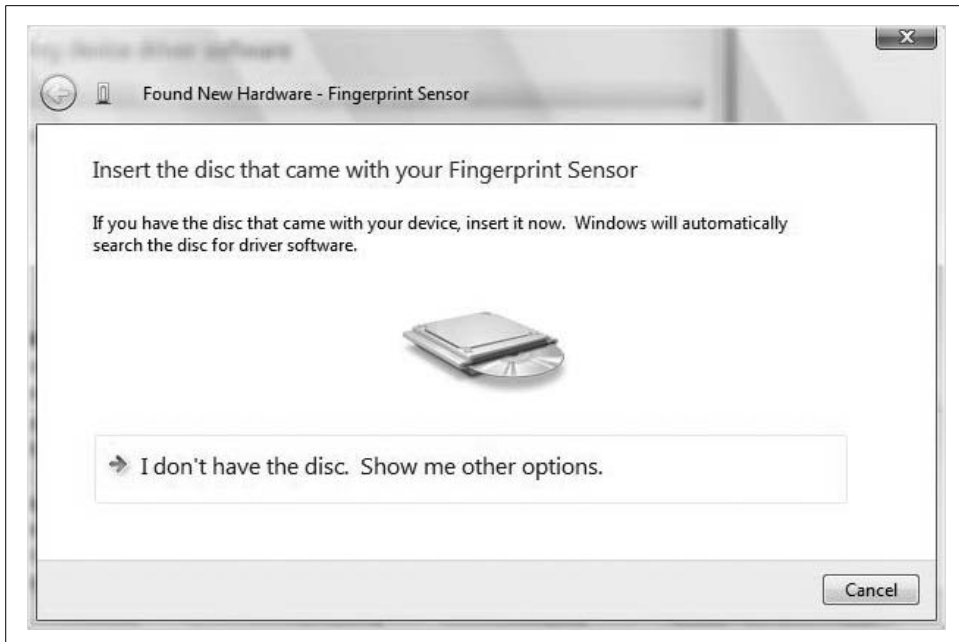 Found New Hardware - Fingerprint Sensor
Insert the disc that came with your Fingerprint Sensor
If you have the disc that came with your device, insert it now.  Windows will automatically
search the disc for driver software.
I don't have the disc.  Show me other options.
Cancel